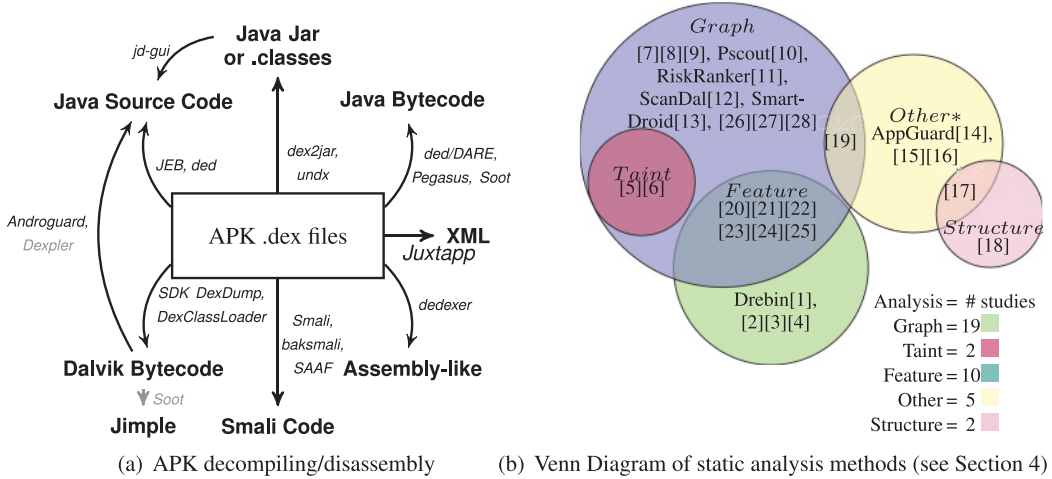 jd-gui
Java Jar
or .classes
Java Source Code
Java Bytecode
JEB, ded
dex2jar,
undx
ded/DARE,
Pegasus, Soot
Androguard,
Dexpler
APK .dex files
XML
Juxtapp
SDK DexDump,
DexClassLoader
Smali,
baksmali,
SAAF
dedexer
Dalvik Bytecode
Assembly-like
Soot
Jimple
Smali Code
(a) APK decompiling/disassembly
Graph
[7][8][9], Pscout[10],
RiskRanker[11],
ScanDal[12], Smart-
Droid[13], [26][27][28]
[19]
Other*
AppGuard[14],
[15][16]
[17]
Structure
[18]
Taint
[5][6]
Feature
[20][21][22]
[23][24][25]
Drebin[1],
[2][3][4]
Analysis = # studies
Graph = 19
Taint = 2
Feature = 10
Other = 5
Structure = 2
(b) Venn Diagram of static analysis methods (see Section 4)